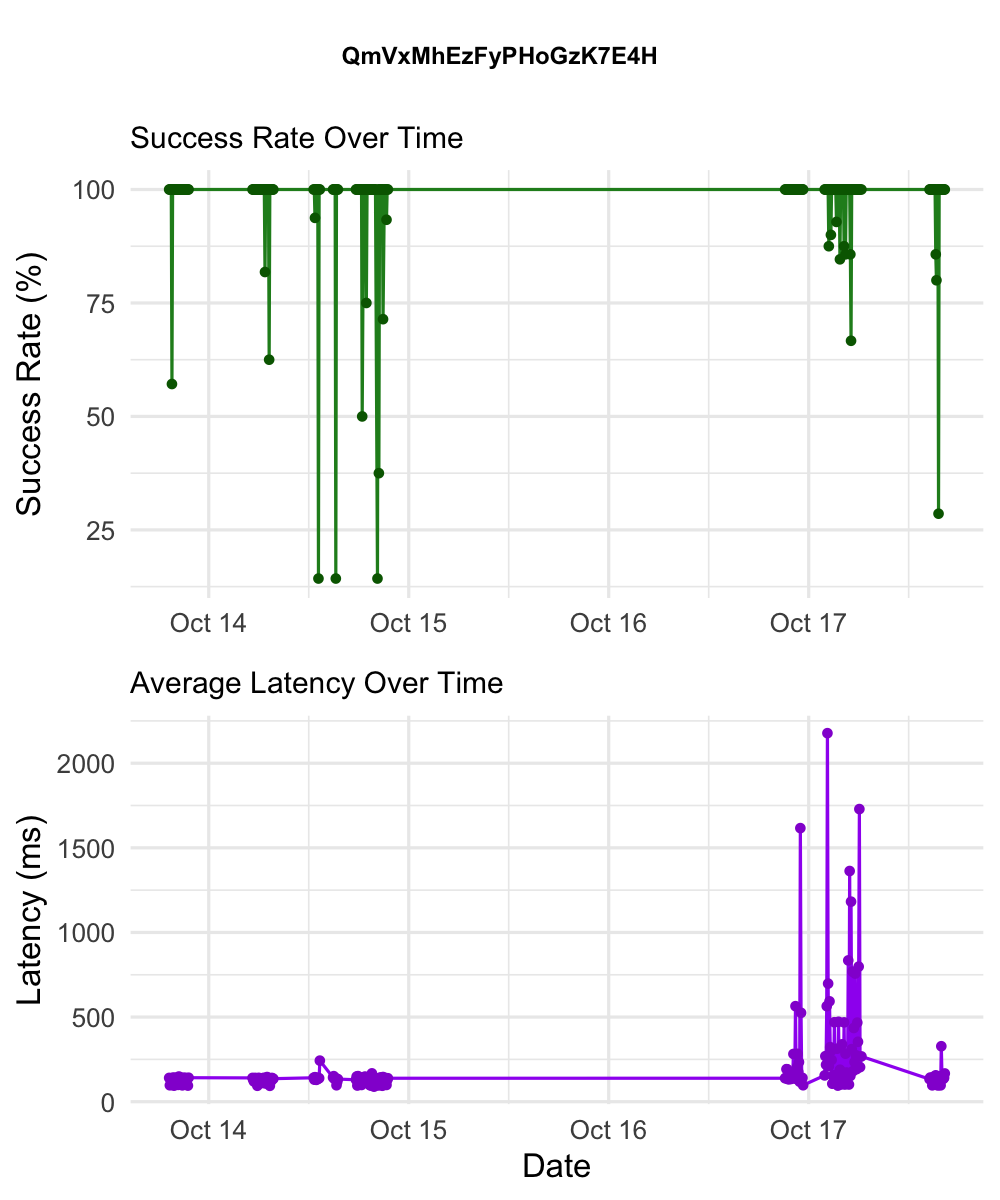 QmVxMhEzFyPHoGzK7E4H
Success Rate Over Time
Success Rate (%)
100
75
50
25
Oct 14 Oct 15 Oct 16 Oct 17
Average Latency Over Time
Latency (ms)
2000
1500
1000
500
0
Oct 14 Oct 15 Oct 16 Oct 17
Date